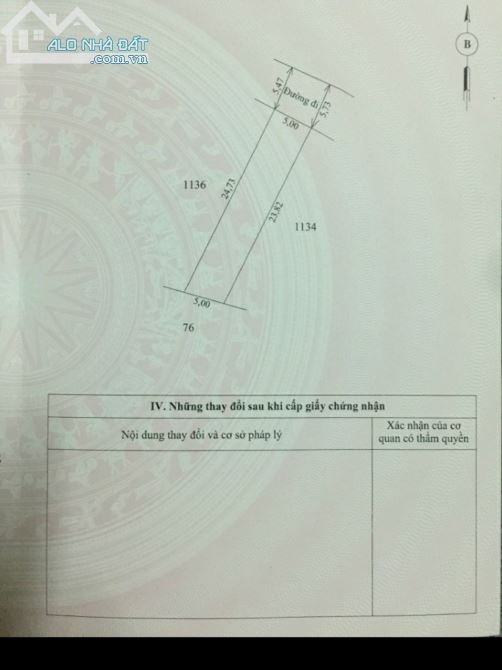 ALO NHÀ ĐẤT
.com.vn
B
5,47
Đường đi
5,73
5,00
1136
24,73
23,82
1134
5,00
76
IV. Những thay đổi sau khi cấp giấy chứng nhận
Nội dung thay đổi và cơ sở pháp lý
Xác nhận của cơ
quan có thẩm quyền